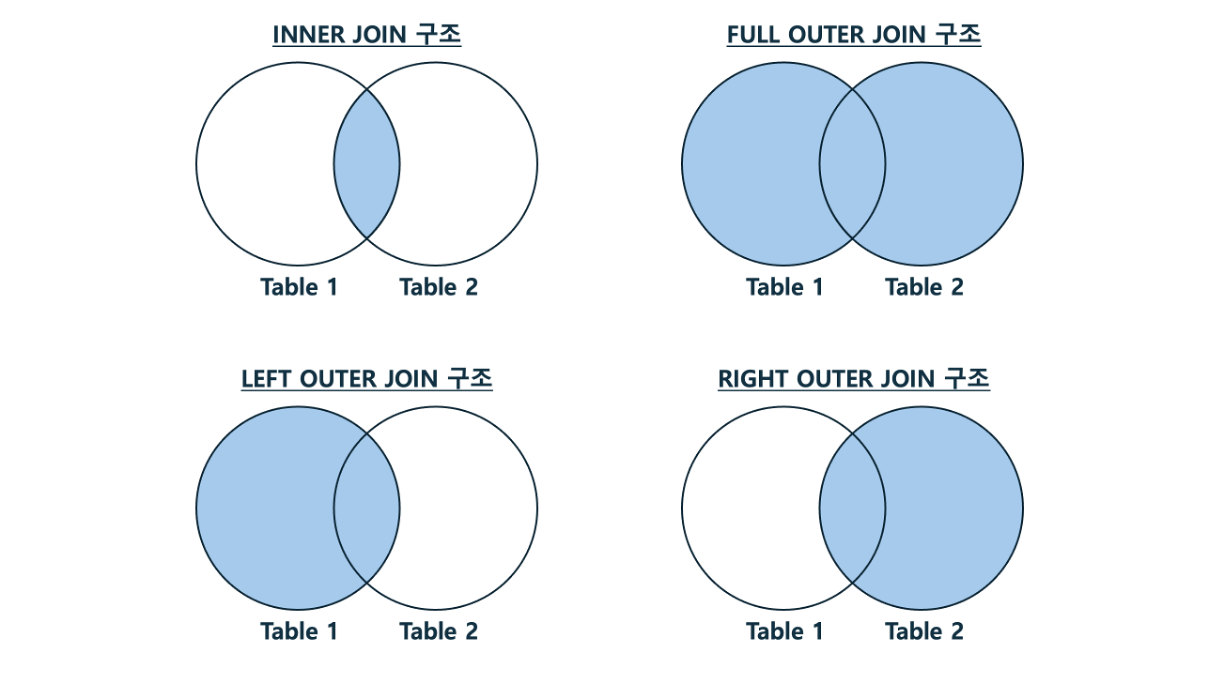 INNER JOIN 구조
FULL OUTER JOIN 구조
Table 1
Table 2
Table 1
Table 2
LEFT OUTER JOIN 구조
RIGHT OUTER JOIN 구조
Table 1
Table 2
Table 1
Table 2